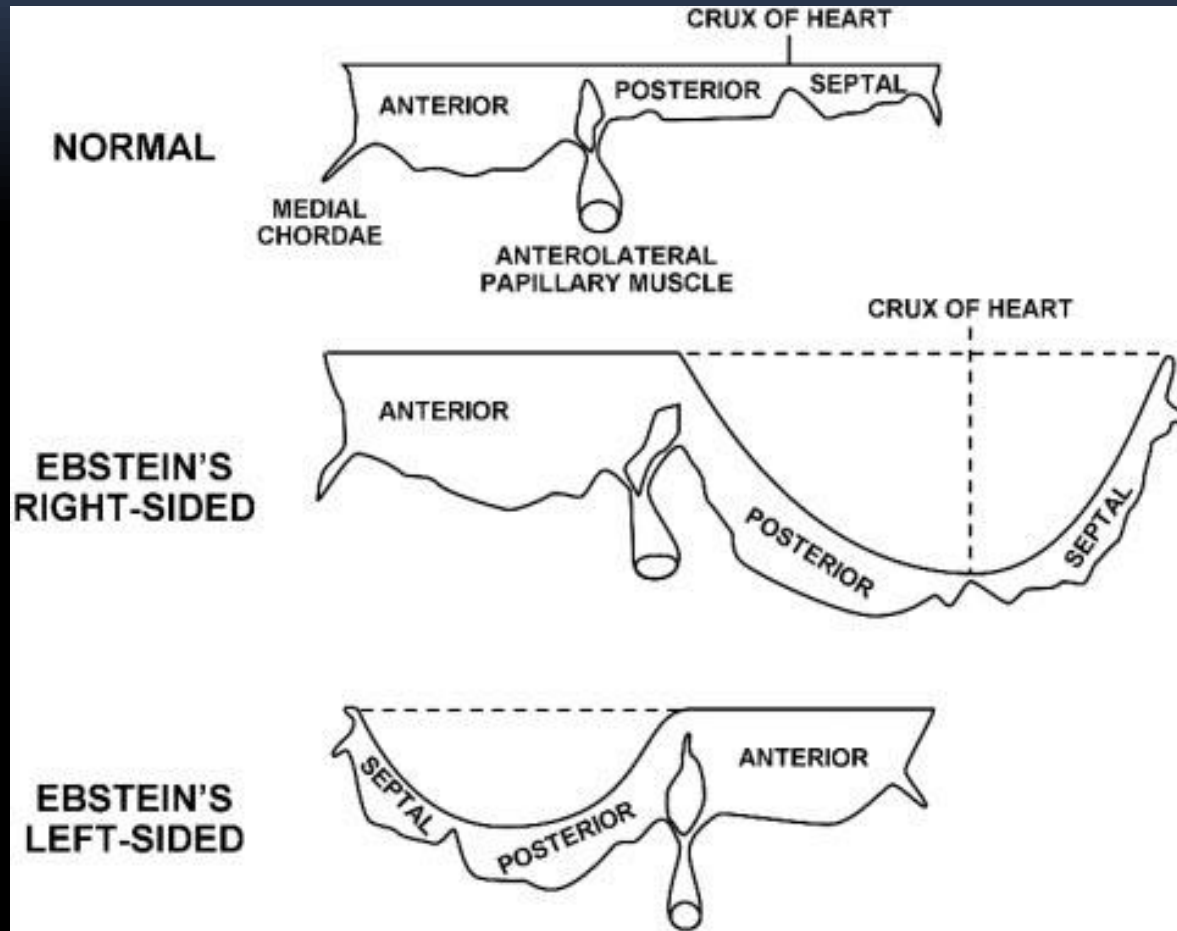 CRUX OF HEART
ANTERIOR
POSTERIOR
SEPTAL
NORMAL
MEDIAL
CHORDAE
ANTEROLATERAL
PAPILLARY MUSCLE
CRUX OF HEART
ANTERIOR
EBSTEIN'S
RIGHT-SIDED
POSTERIOR
SEPTAL
EBSTEIN'S
LEFT-SIDED
SEPTAL
POSTERIOR
ANTERIOR